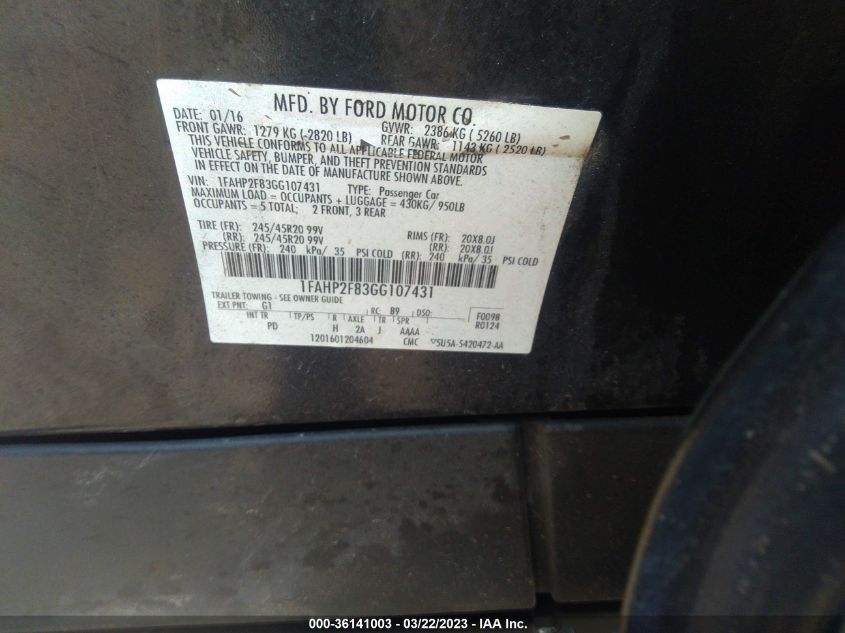 MFD. BY FORD MOTOR CO.
DATE: 01/16 GVWR: 2386 KG ( 5260 LB)
FRONT GAWR: 1279 KG (-2820 LB) REAR GAWR: 1143 KG ( 2520 LB)
THIS VEHICLE CONFORMS TO ALL APPLICABLE FEDERAL MOTOR
VEHICLE SAFETY, BUMPER, AND THEFT PREVENTION STANDARDS
IN EFFECT ON THE DATE OF MANUFACTURE SHOWN ABOVE.
VIN: 1FAHP2F83GG107431 TYPE: Passenger Car
MAXIMUM LOAD = OCCUPANTS + LUGGAGE = 430KG/ 950LB
OCCUPANTS = 5 TOTAL; 2 FRONT, 3 REAR
TIRE (FR): 245/45R20 99V RIMS (FR): 20X8.0J
(RR): 245/45R20 99V (RR): 20X8.0J
PRESSURE (FR): 240 kPa/ 35 PSI COLD (RR): 240 kPa/ 35 PSI COLD
1FAHP2F83GG107431
TRAILER TOWING - SEE OWNER GUIDE
EXT PNT: G1 RC: B9 DSO: F0098
INT TR TP/PS R AXLE TR SPR R0124
PD H 2A J AAAA
1201601204604 CMC ▽5U5A-5420472-AA
000-36141003 - 03/22/2023 - IAA Inc.